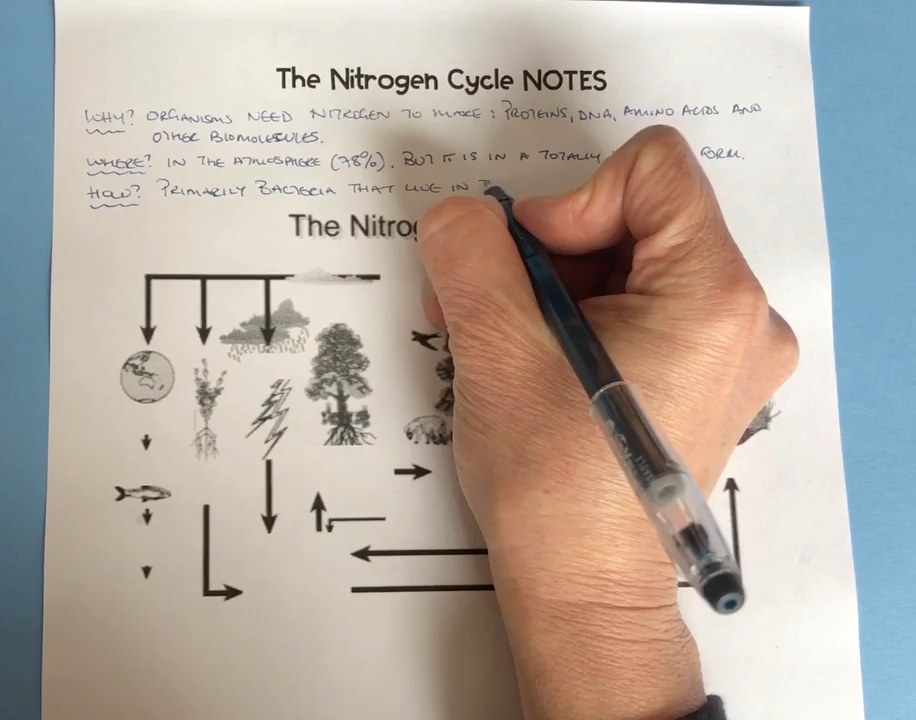 The Nitrogen Cycle NOTES
WHY? ORGANISMS NEED NITROGEN TO MAKE: PROTEINS, DNA, AMINO ACIDS AND
OTHER BIOMOLECULES.
WHERE? IN THE ATMOSPHERE (78%). BUT IT IS IN A TOTALLY FORM.
HOW? PRIMARILY BACTERIA THAT LIVE IN T
The Nitrog